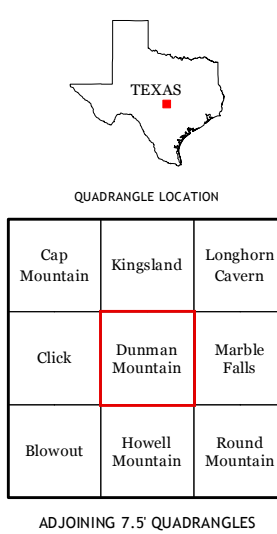 TEXAS
QUADRANGLE LOCATION
Cap
Mountain
Kingsland
Longhorn
Cavern
Click
Dunman
Mountain
Marble
Falls
Blowout
Howell
Mountain
Round
Mountain
ADJOINING 7.5' QUADRANGLES